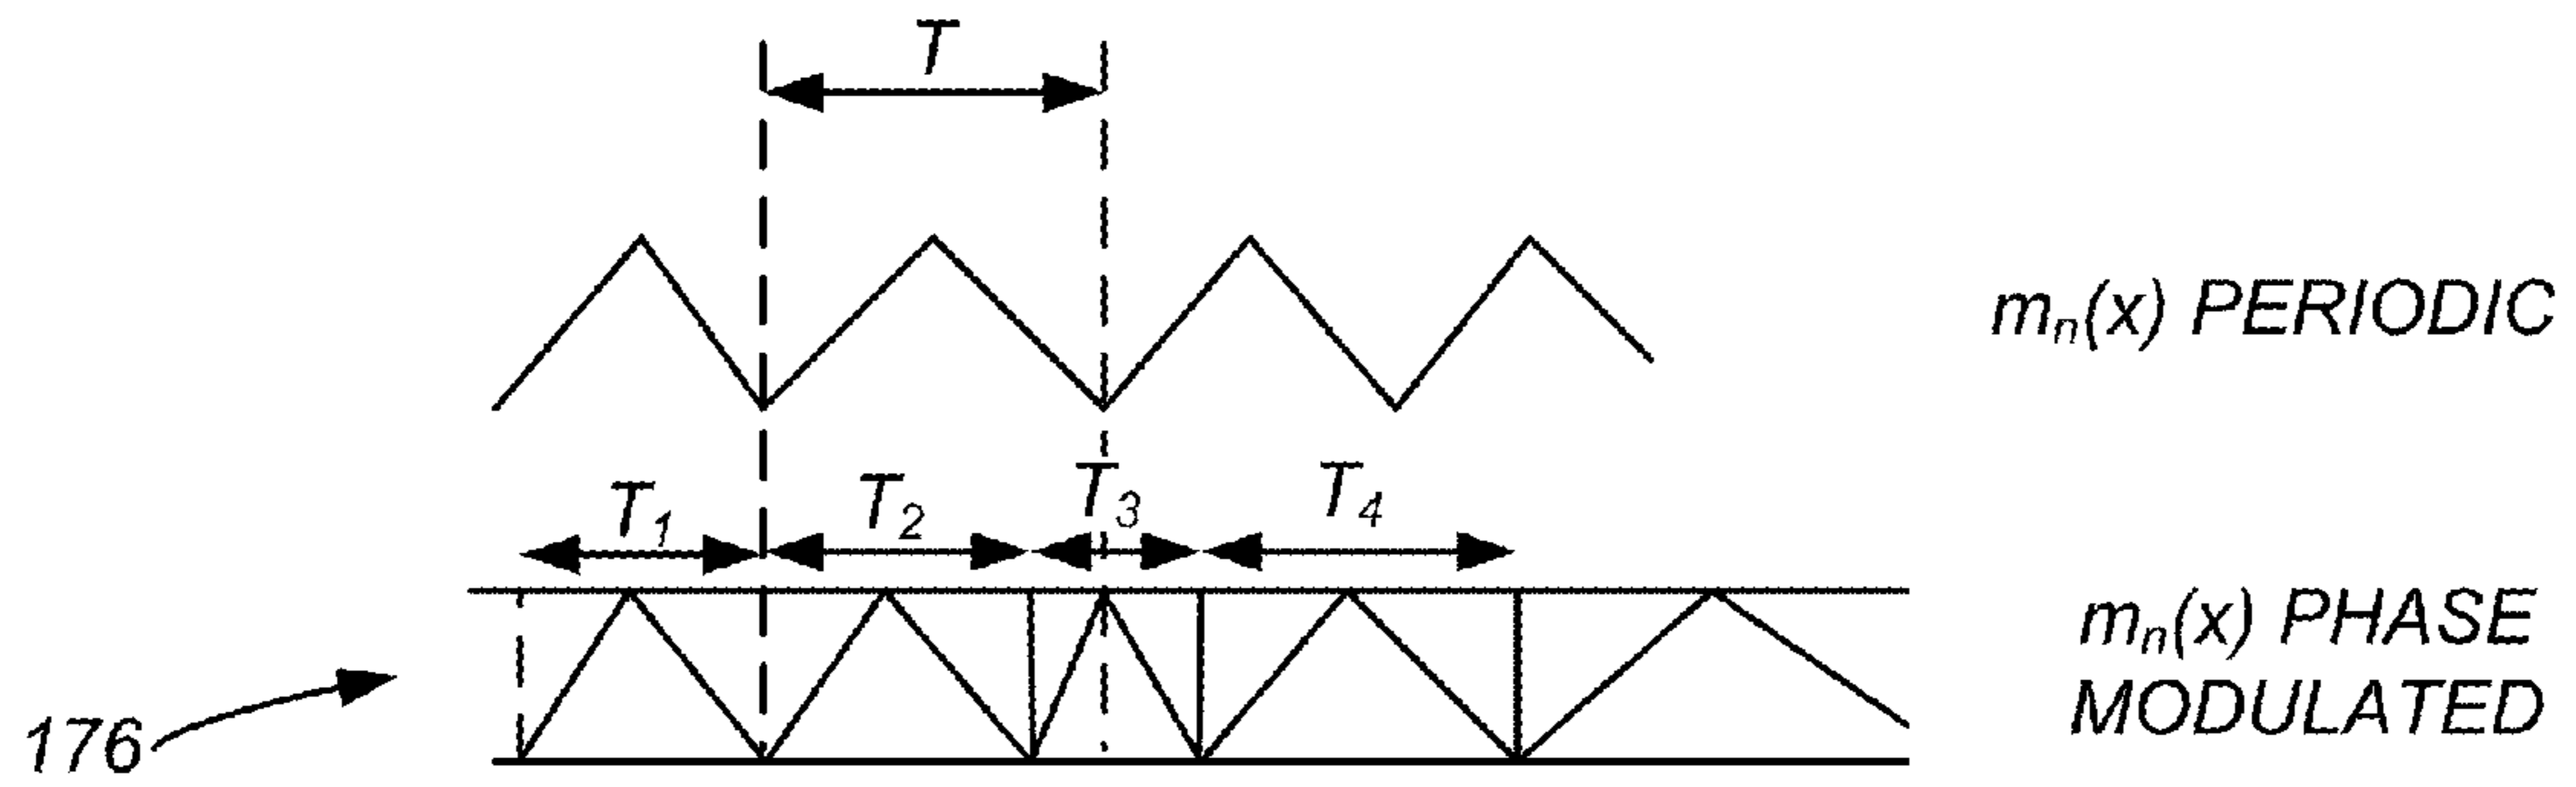 T
mₙ(x) PERIODIC
T₁ T₂ T₃ T₄
mₙ(x) PHASE
MODULATED
176